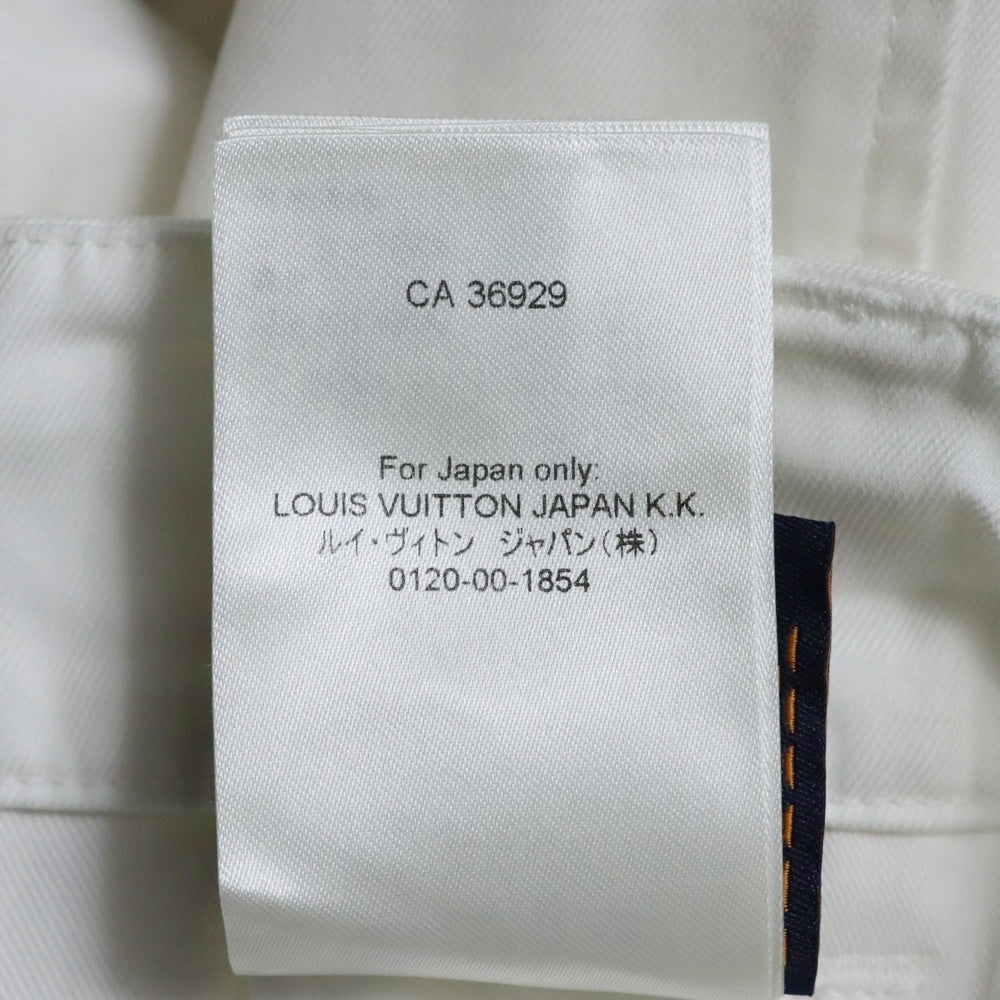 CA 36929
For Japan only:
LOUIS VUITTON JAPAN K.K.
ルイ・ヴィトン ジャパン(株)
0120-00-1854